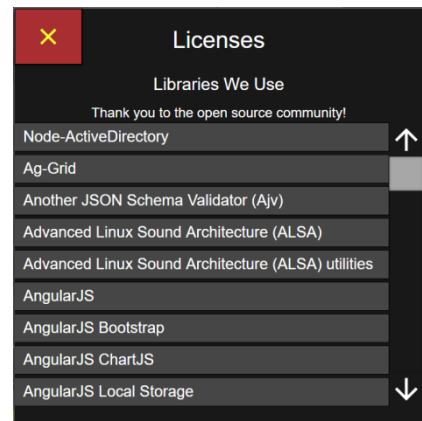 Licenses
Libraries We Use
Thank you to the open source community!
Node-ActiveDirectory
Ag-Grid
Another JSON Schema Validator (Ajv)
Advanced Linux Sound Architecture (ALSA)
Advanced Linux Sound Architecture (ALSA) utilities
AngularJS
AngularJS Bootstrap
AngularJS ChartJS
AngularJS Local Storage